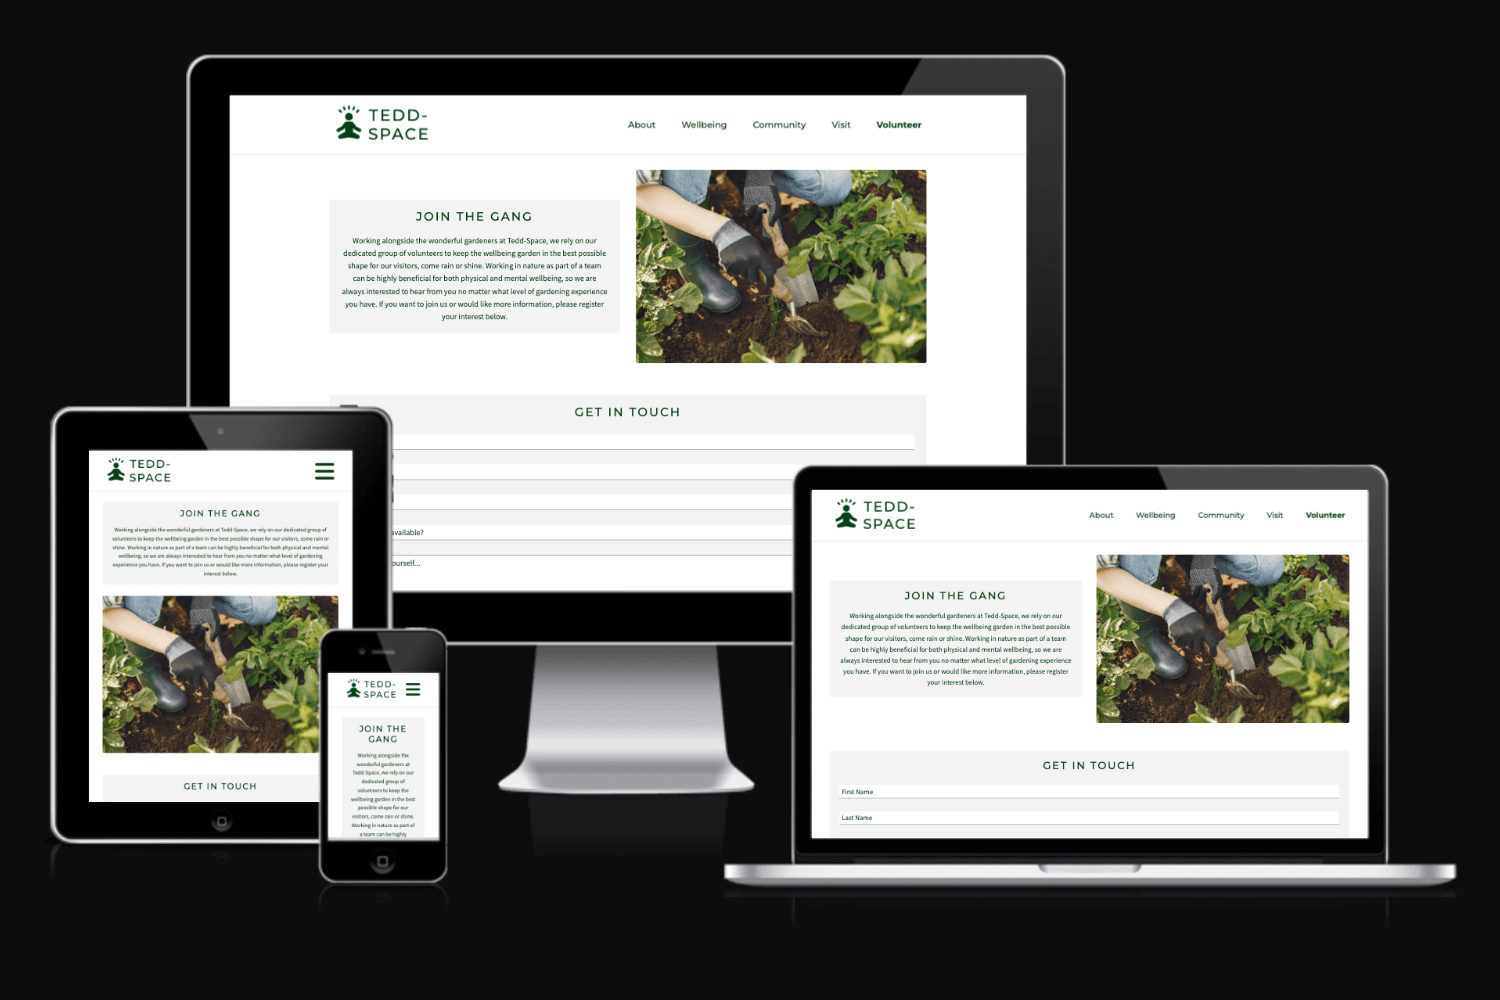 TEDD-
SPACE
About Wellbeing Community Visit Volunteer
JOIN THE GANG
Working alongside the wonderful gardeners at Tedd-Space, we rely on our
dedicated group of volunteers to keep the wellbeing garden in the best possible
shape for our visitors, come rain or shine. Working in nature as part of a team
can be highly beneficial for both physical and mental wellbeing, so we are
always interested to hear from you no matter what level of gardening experience
you have. If you want to join us or would like more information, please register
your interest below.
GET IN TOUCH
available?
ourself...
TEDD-
SPACE
JOIN THE GANG
Working alongside the wonderful gardeners at Tedd-Space, we rely on our dedicated group of
volunteers to keep the wellbeing garden in the best possible shape for our visitors, come rain or
shine. Working in nature as part of a team can be highly beneficial for both physical and mental
wellbeing, so we are always interested to hear from you no matter what level of gardening
experience you have. If you want to join us or would like more information, please register your
interest below.
GET IN TOUCH
TEDD-
SPACE
JOIN THE
GANG
Working alongside the
wonderful gardeners at
Tedd-Space, we rely on our
dedicated group of
volunteers to keep the
wellbeing garden in the best
possible shape for our
visitors, come rain or shine.
Working in nature as part of
a team can be highly
TEDD-
SPACE
About Wellbeing Community Visit Volunteer
JOIN THE GANG
Working alongside the wonderful gardeners at Tedd-Space, we rely on our
dedicated group of volunteers to keep the wellbeing garden in the best possible
shape for our visitors, come rain or shine. Working in nature as part of a team
can be highly beneficial for both physical and mental wellbeing, so we are
always interested to hear from you no matter what level of gardening experience
you have. If you want to join us or would like more information, please register
your interest below.
GET IN TOUCH
First Name
Last Name